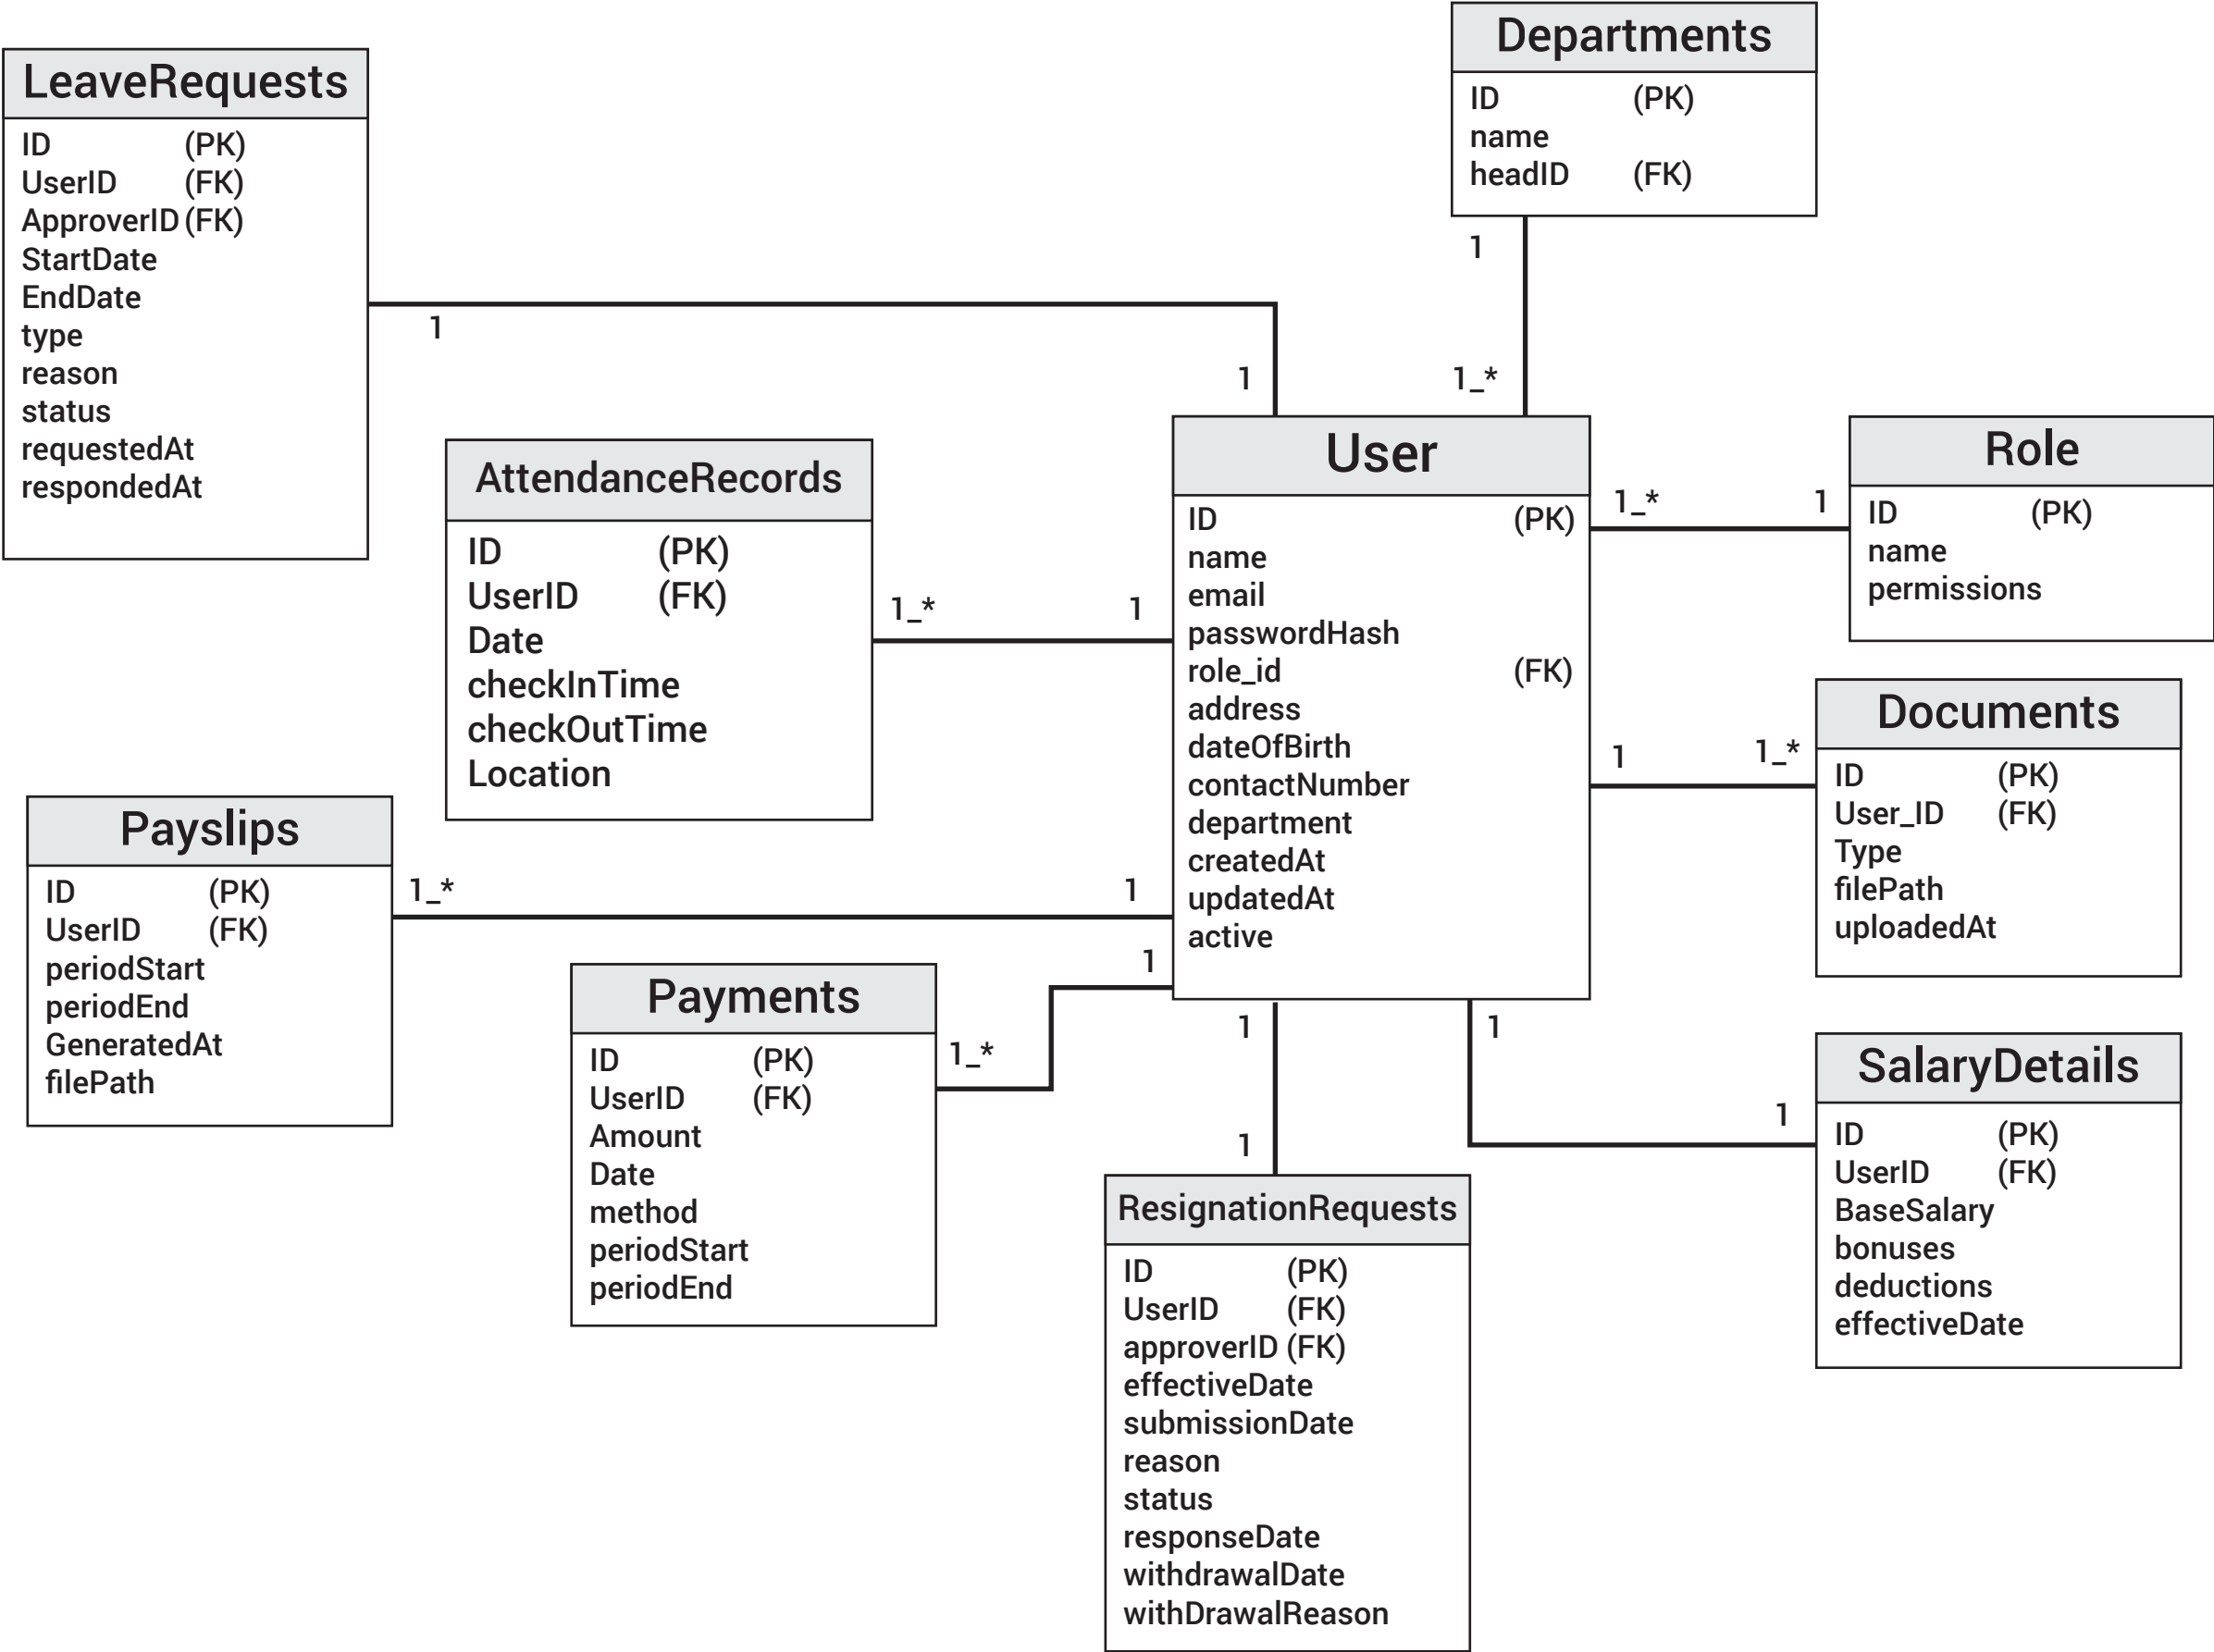 Departments
ID (PK)
name
headID (FK)
1
1_*
LeaveRequests
ID (PK)
UserID (FK)
ApproverID (FK)
StartDate
EndDate
type
reason
status
requestedAt
respondedAt
1
1
AttendanceRecords
ID (PK)
UserID (FK)
Date
checkInTime
checkOutTime
Location
1_*
1
User
ID (PK)
name
email
passwordHash
role_id (FK)
address
dateOfBirth
contactNumber
department
createdAt
updatedAt
active
1_*
1
Role
ID (PK)
name
permissions
1
1_*
Documents
ID (PK)
User_ID (FK)
Type
filePath
uploadedAt
Payslips
ID (PK)
UserID (FK)
periodStart
periodEnd
GeneratedAt
filePath
1_*
1
Payments
ID (PK)
UserID (FK)
Amount
Date
method
periodStart
periodEnd
1_*
1
1
1
ResignationRequests
ID (PK)
UserID (FK)
approverID (FK)
effectiveDate
submissionDate
reason
status
responseDate
withdrawalDate
withDrawalReason
1
1
SalaryDetails
ID (PK)
UserID (FK)
BaseSalary
bonuses
deductions
effectiveDate